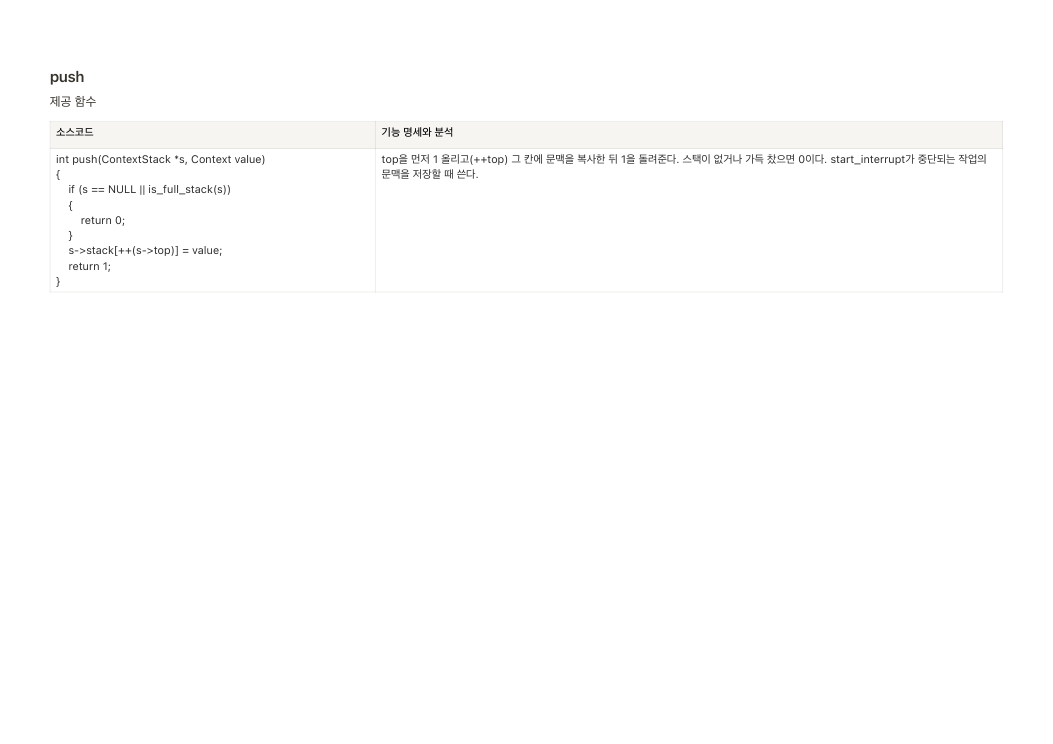 push
제공 함수
소스코드
기능 명세와 분석
int push(ContextStack *s, Context value)
{
    if (s == NULL || is_full_stack(s))
    {
        return 0;
    }
    s->stack[++(s->top)] = value;
    return 1;
}
top을 먼저 1 올리고(++top) 그 칸에 문맥을 복사한 뒤 1을 돌려준다. 스택이 없거나 가득 찼으면 0이다. start_interrupt가 중단되는 작업의
문맥을 저장할 때 쓴다.